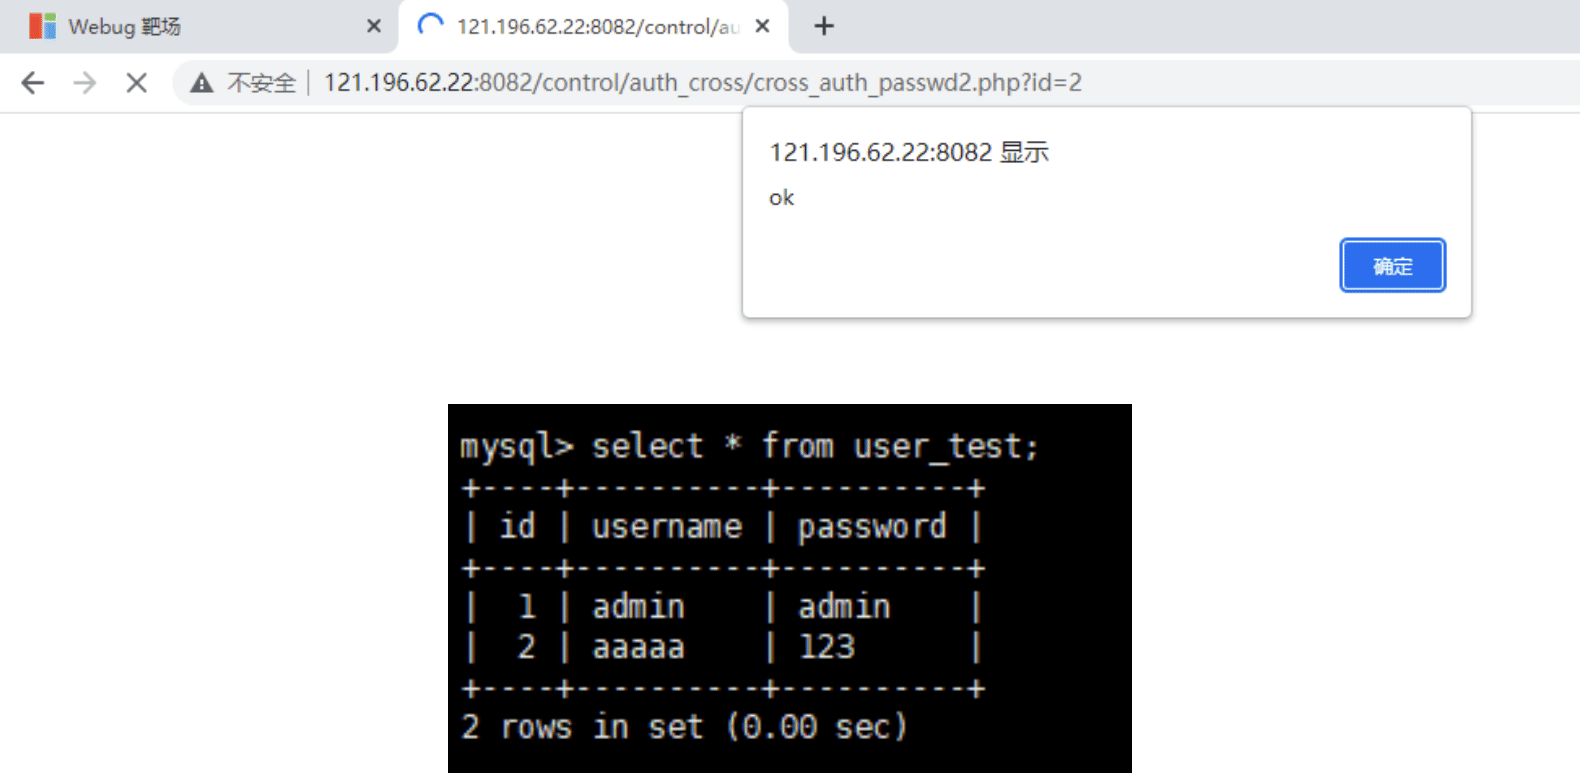 Webug 靶场
121.196.62.22:8082/control/au
不安全 121.196.62.22:8082/control/auth_cross/cross_auth_passwd2.php?id=2
121.196.62.22:8082 显示
ok
确定
mysql> select * from user_test;
+----+----------+----------+
| id | username | password |
+----+----------+----------+
|  1 | admin    | admin    |
|  2 | aaaaa    | 123      |
+----+----------+----------+
2 rows in set (0.00 sec)